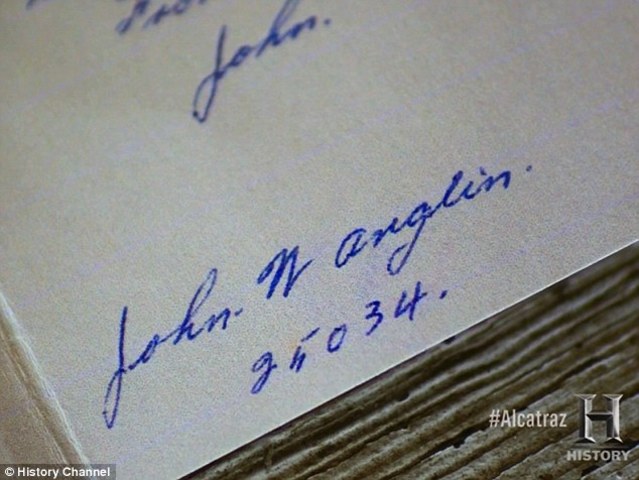 John.
John. W Anglin.
25034.
#Alcatraz H
HISTORY
© History Channel